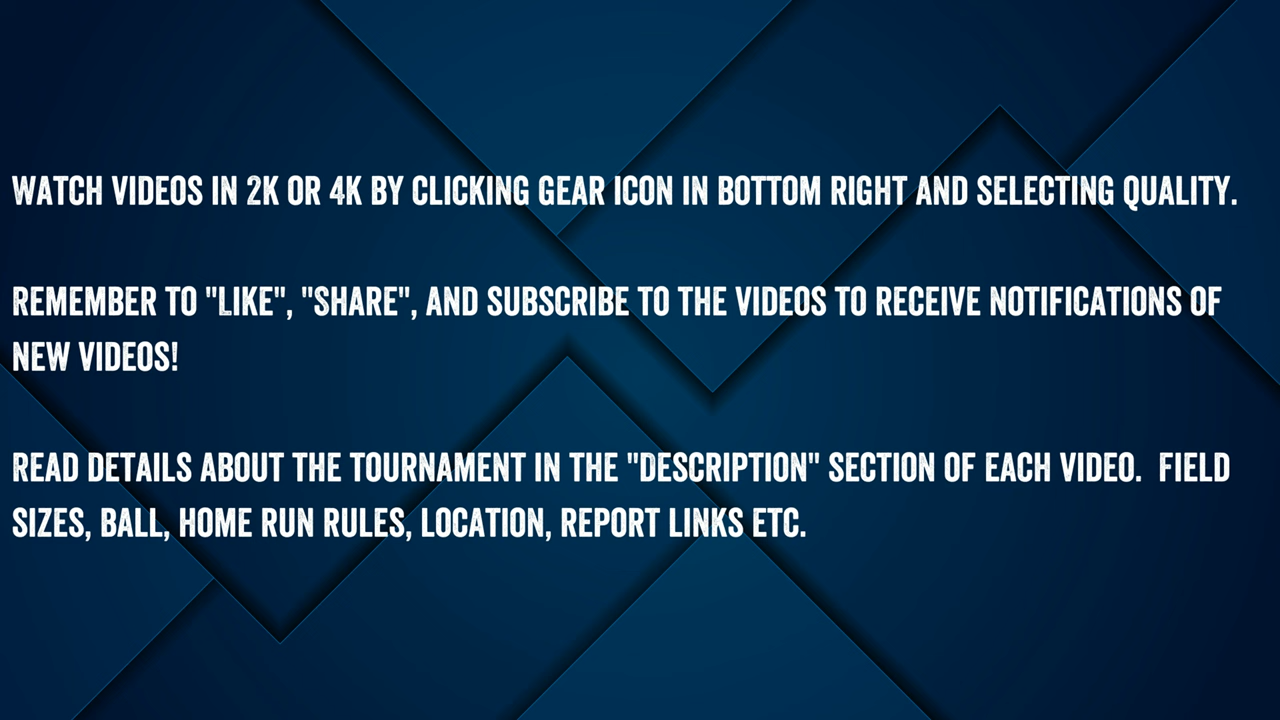 WATCH VIDEOS IN 2K OR 4K BY CLICKING GEAR ICON IN BOTTOM RIGHT AND SELECTING QUALITY.
REMEMBER TO "LIKE", "SHARE", AND SUBSCRIBE TO THE VIDEOS TO RECEIVE NOTIFICATIONS OF
NEW VIDEOS!
READ DETAILS ABOUT THE TOURNAMENT IN THE "DESCRIPTION" SECTION OF EACH VIDEO.  FIELD
SIZES, BALL, HOME RUN RULES, LOCATION, REPORT LINKS ETC.